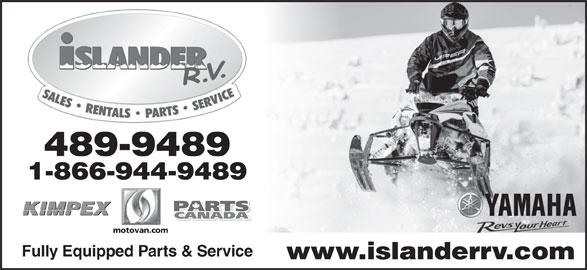 iSLANDER
R.V.
SALES • RENTALS • PARTS • SERVICE
489-9489
1-866-944-9489
KIMPEX
PARTS
CANADA
motovan.com
Fully Equipped Parts & Service
VIPER
YAMAHA
Revs Your Heart
www.islanderrv.com